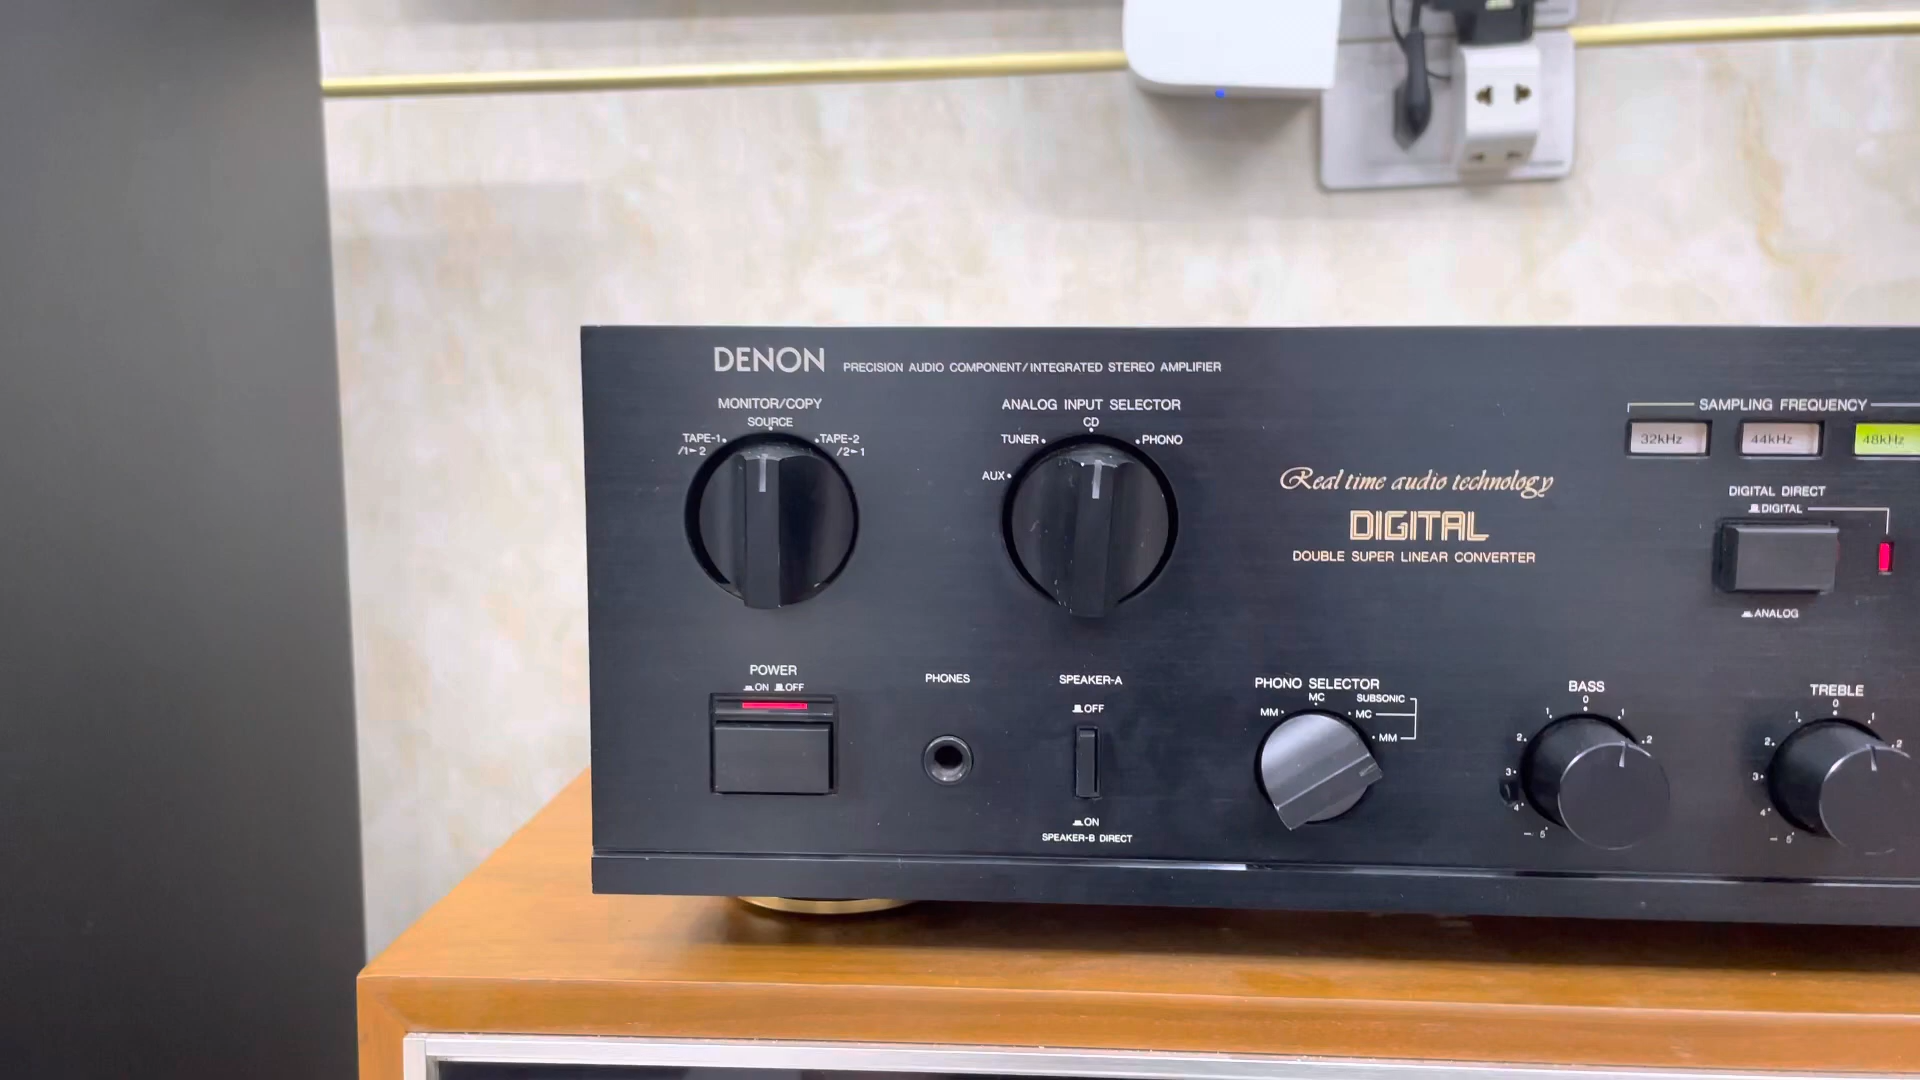 DENON PRECISION AUDIO COMPONENT/INTEGRATED STEREO AMPLIFIER
MONITOR/COPY
SOURCE
TAPE-1
/1►2
TAPE-2
/2►1
ANALOG INPUT SELECTOR
CD
TUNER
PHONO
AUX
Real time audio technology
DIGITAL
DOUBLE SUPER LINEAR CONVERTER
SAMPLING FREQUENCY
32kHz 44kHz 48kHz
DIGITAL DIRECT
DIGITAL
ANALOG
POWER
ON OFF
PHONES
SPEAKER-A
OFF
ON
SPEAKER-B DIRECT
PHONO SELECTOR
MC SUBSONIC
MM MC
MM
BASS
0
1 1
2 2
3
4
– 5
TREBLE
0
1 1
2 2
3
4
– 5